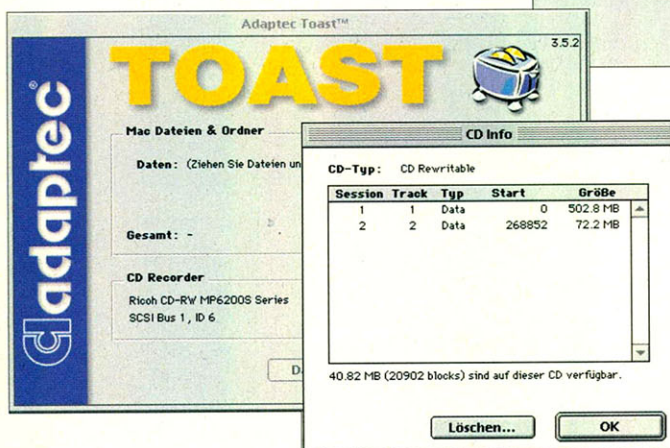 Adaptec Toast™
adaptec®
TOAST
3.5.2
Mac Dateien & Ordner
Daten: (Ziehen Sie Dateien un
Gesamt: -
CD Recorder
Ricoh CD-RW MP6200S Series
SCSI Bus 1, ID 6
D
CD Info
CD-Typ: CD Rewritable
Session Track Typ Start Größe
1 1 Data 0 502.8 MB
2 2 Data 268852 72.2 MB
40.82 MB (20902 blocks) sind auf dieser CD verfügbar.
Löschen... OK